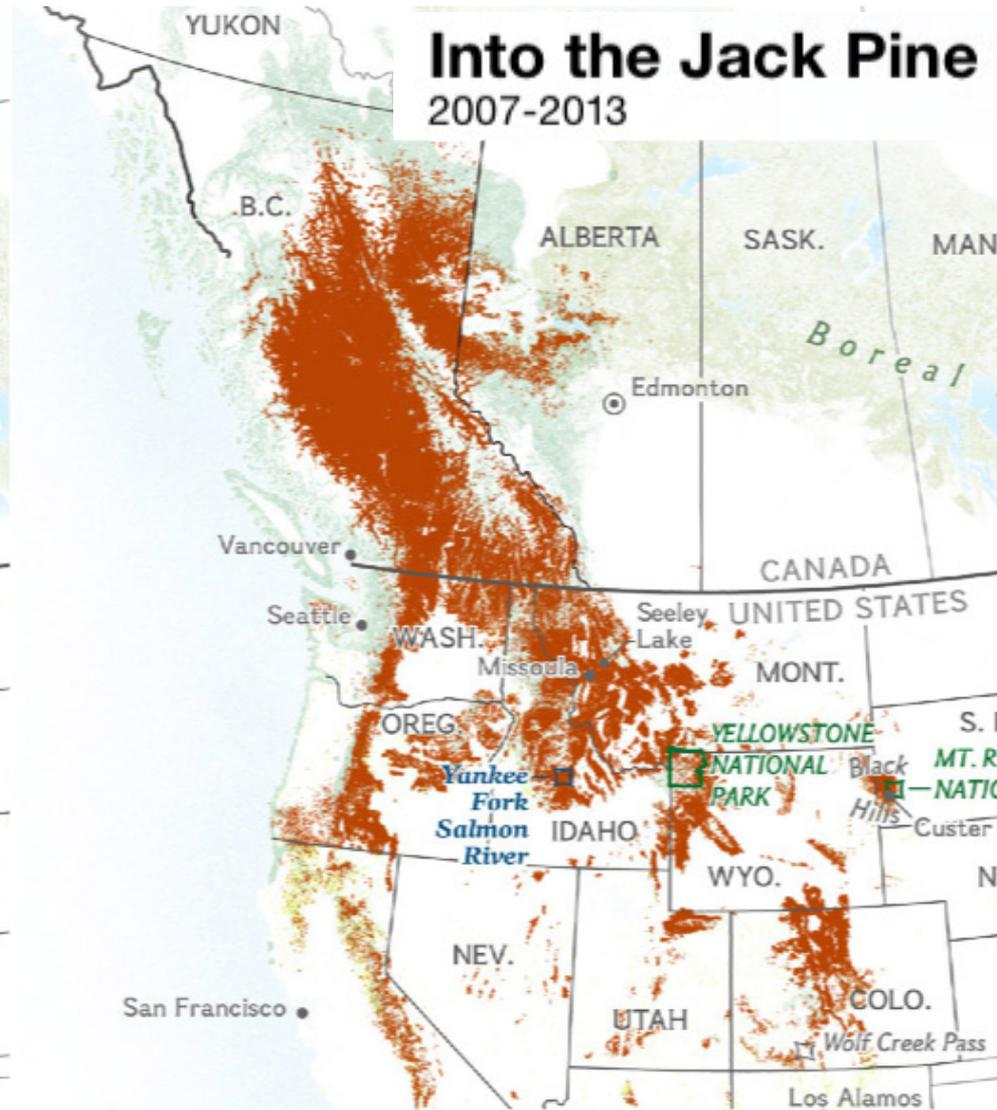 YUKON
Into the Jack Pine
2007-2013
B.C.
ALBERTA
SASK.
MAN
Boreal
Edmonton
Vancouver
CANADA
UNITED STATES
Seattle
Seeley
Lake
WASH.
Missoula
MONT.
OREG.
S.
YELLOWSTONE
NATIONAL
PARK
Black
Hills
MT. R
NATIO
Custer
Yankee
Fork
Salmon
River
IDAHO
WYO.
N
NEV.
UTAH
COLO.
San Francisco
Wolf Creek Pass
Los Alamos